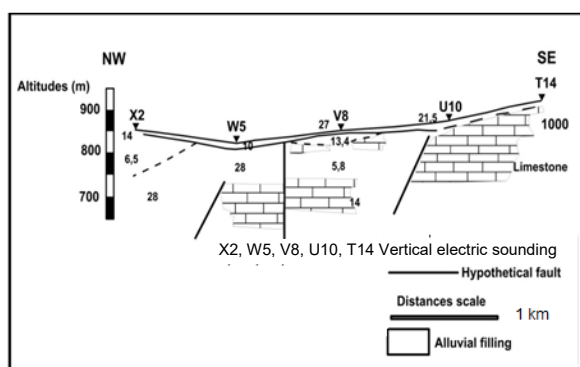 NW
SE
Altitudes (m)
T14
X2
W5
V8
U10
900
800
700
14
6,5
28
10
28
27
13,4
5,8
14
21,5
1000
Limestone
X2, W5, V8, U10, T14 Vertical electric sounding
Hypothetical fault
Distances scale
1 km
Alluvial filling